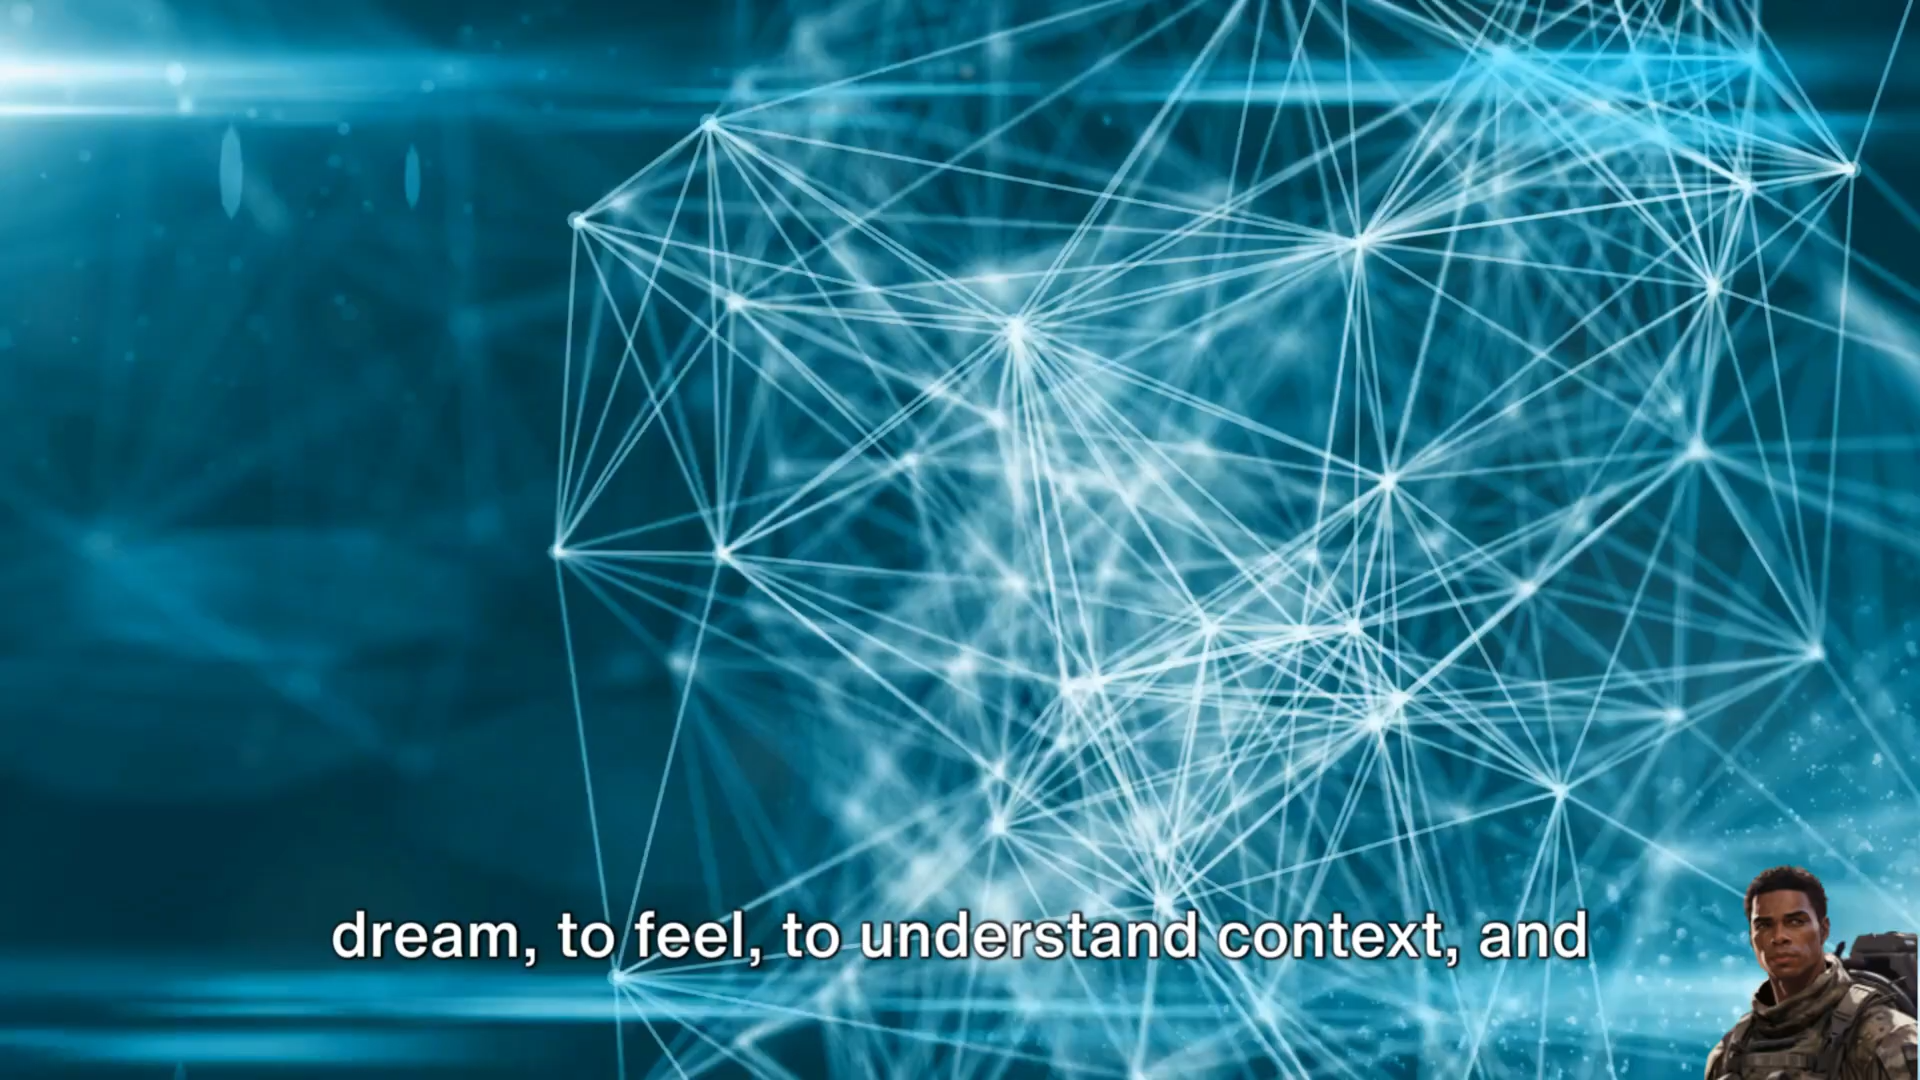 dream, to feel, to understand context, and